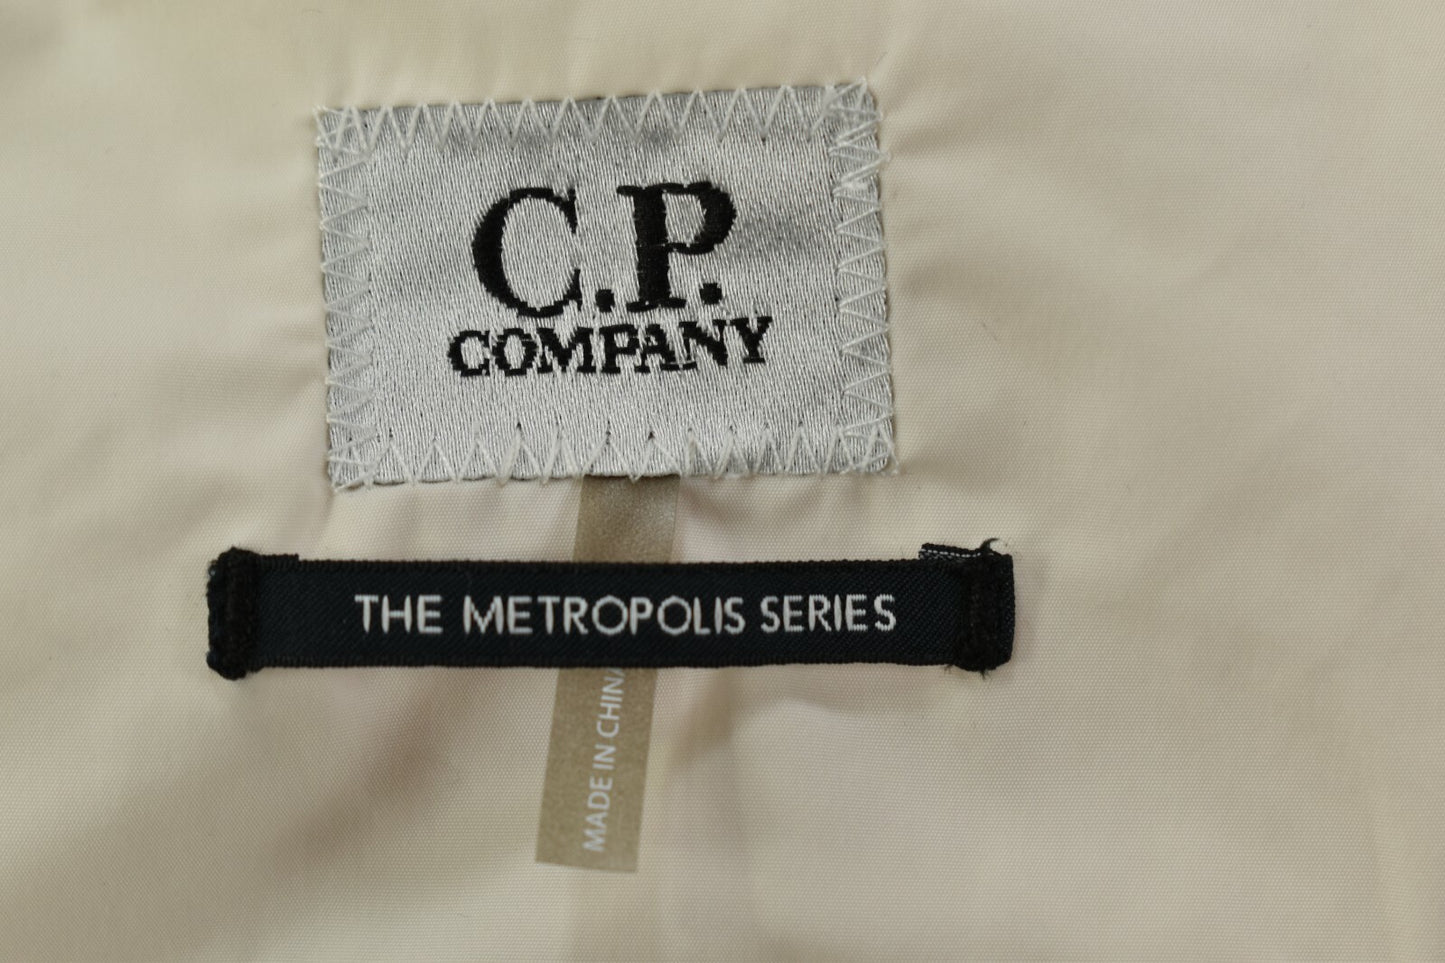 C.P.
COMPANY
THE METROPOLIS SERIES
MADE IN CHINA